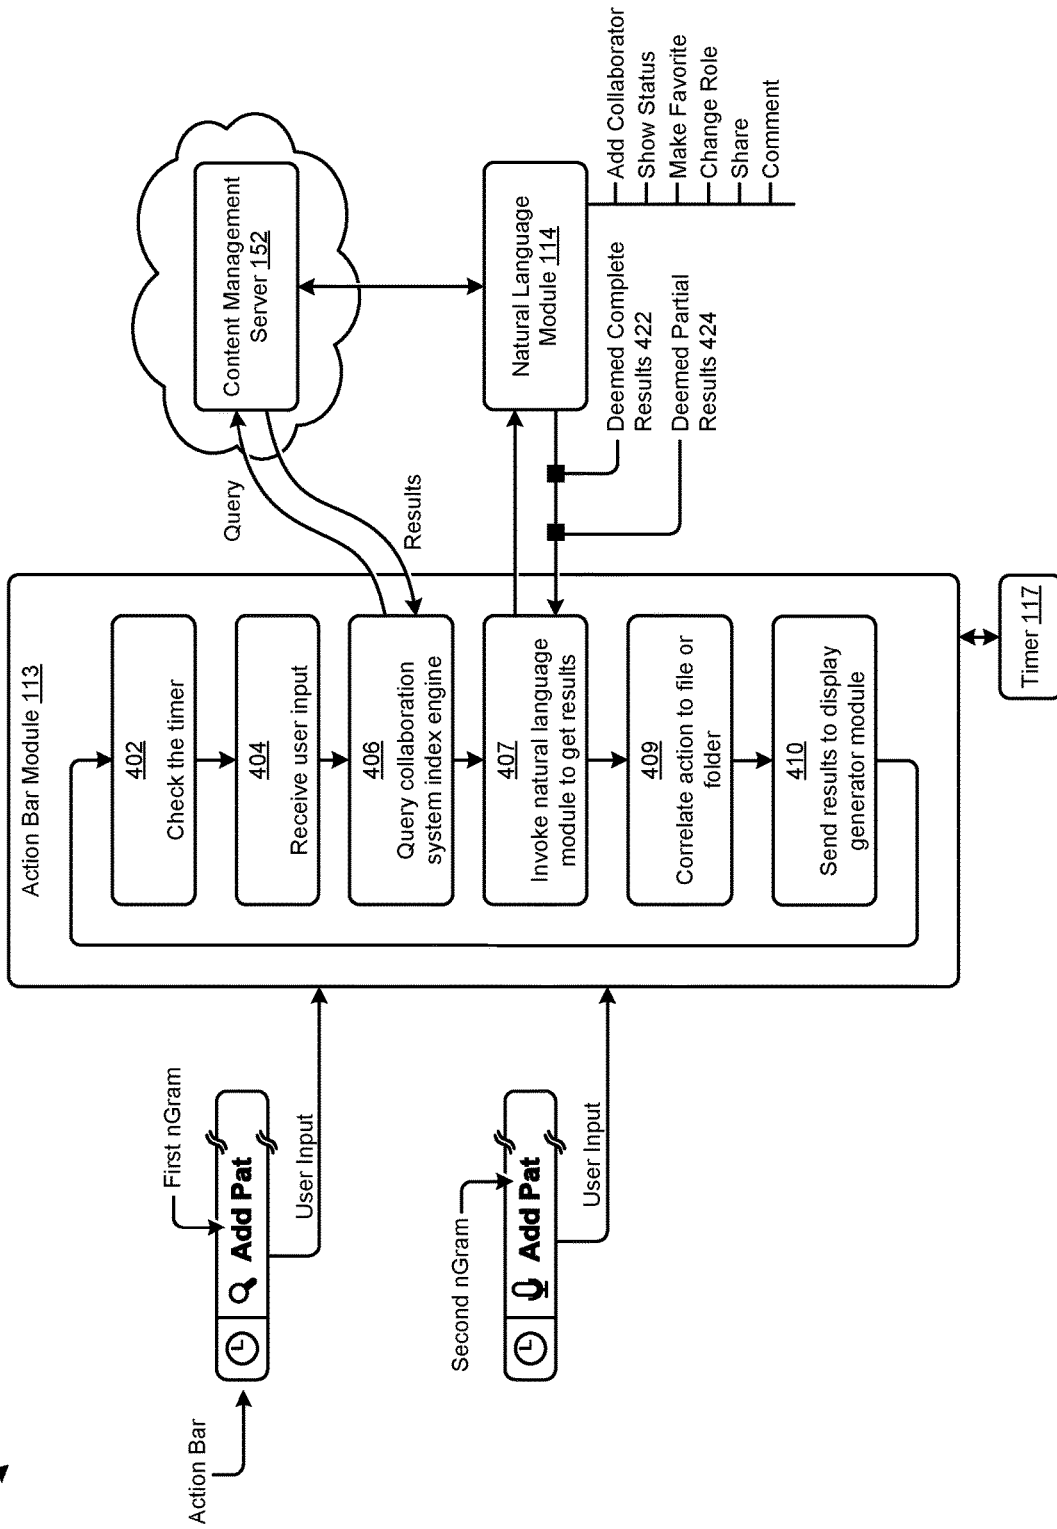 Action Bar
First nGram
Add Pat
User Input
Second nGram
Add Pat
User Input
Action Bar Module 113
402
Check the timer
404
Receive user input
406
Query collaboration
system index engine
407
Invoke natural language
module to get results
409
Correlate action to file or
folder
410
Send results to display
generator module
Timer 117
Query
Results
Content Management
Server 152
Natural Language
Module 114
Deemed Complete
Results 422
Deemed Partial
Results 424
Add Collaborator
Show Status
Make Favorite
Change Role
Share
Comment